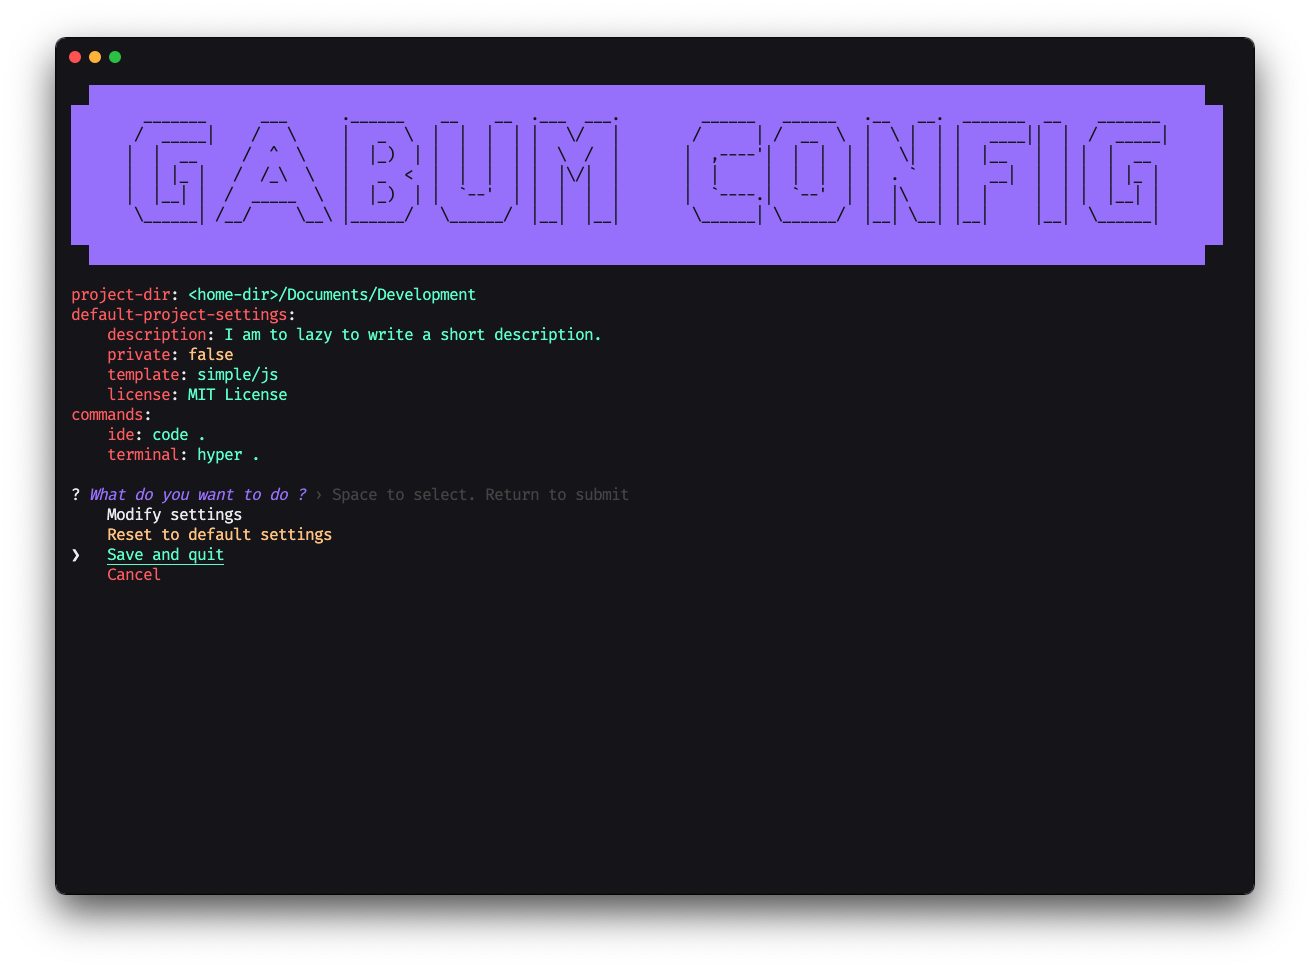 GABUM CONFIG
project-dir: <home-dir>/Documents/Development
default-project-settings:
description: I am to lazy to write a short description.
private: false
template: simple/js
license: MIT License
commands:
ide: code .
terminal: hyper .
? What do you want to do ? › Space to select. Return to submit
Modify settings
Reset to default settings
❯ Save and quit
Cancel